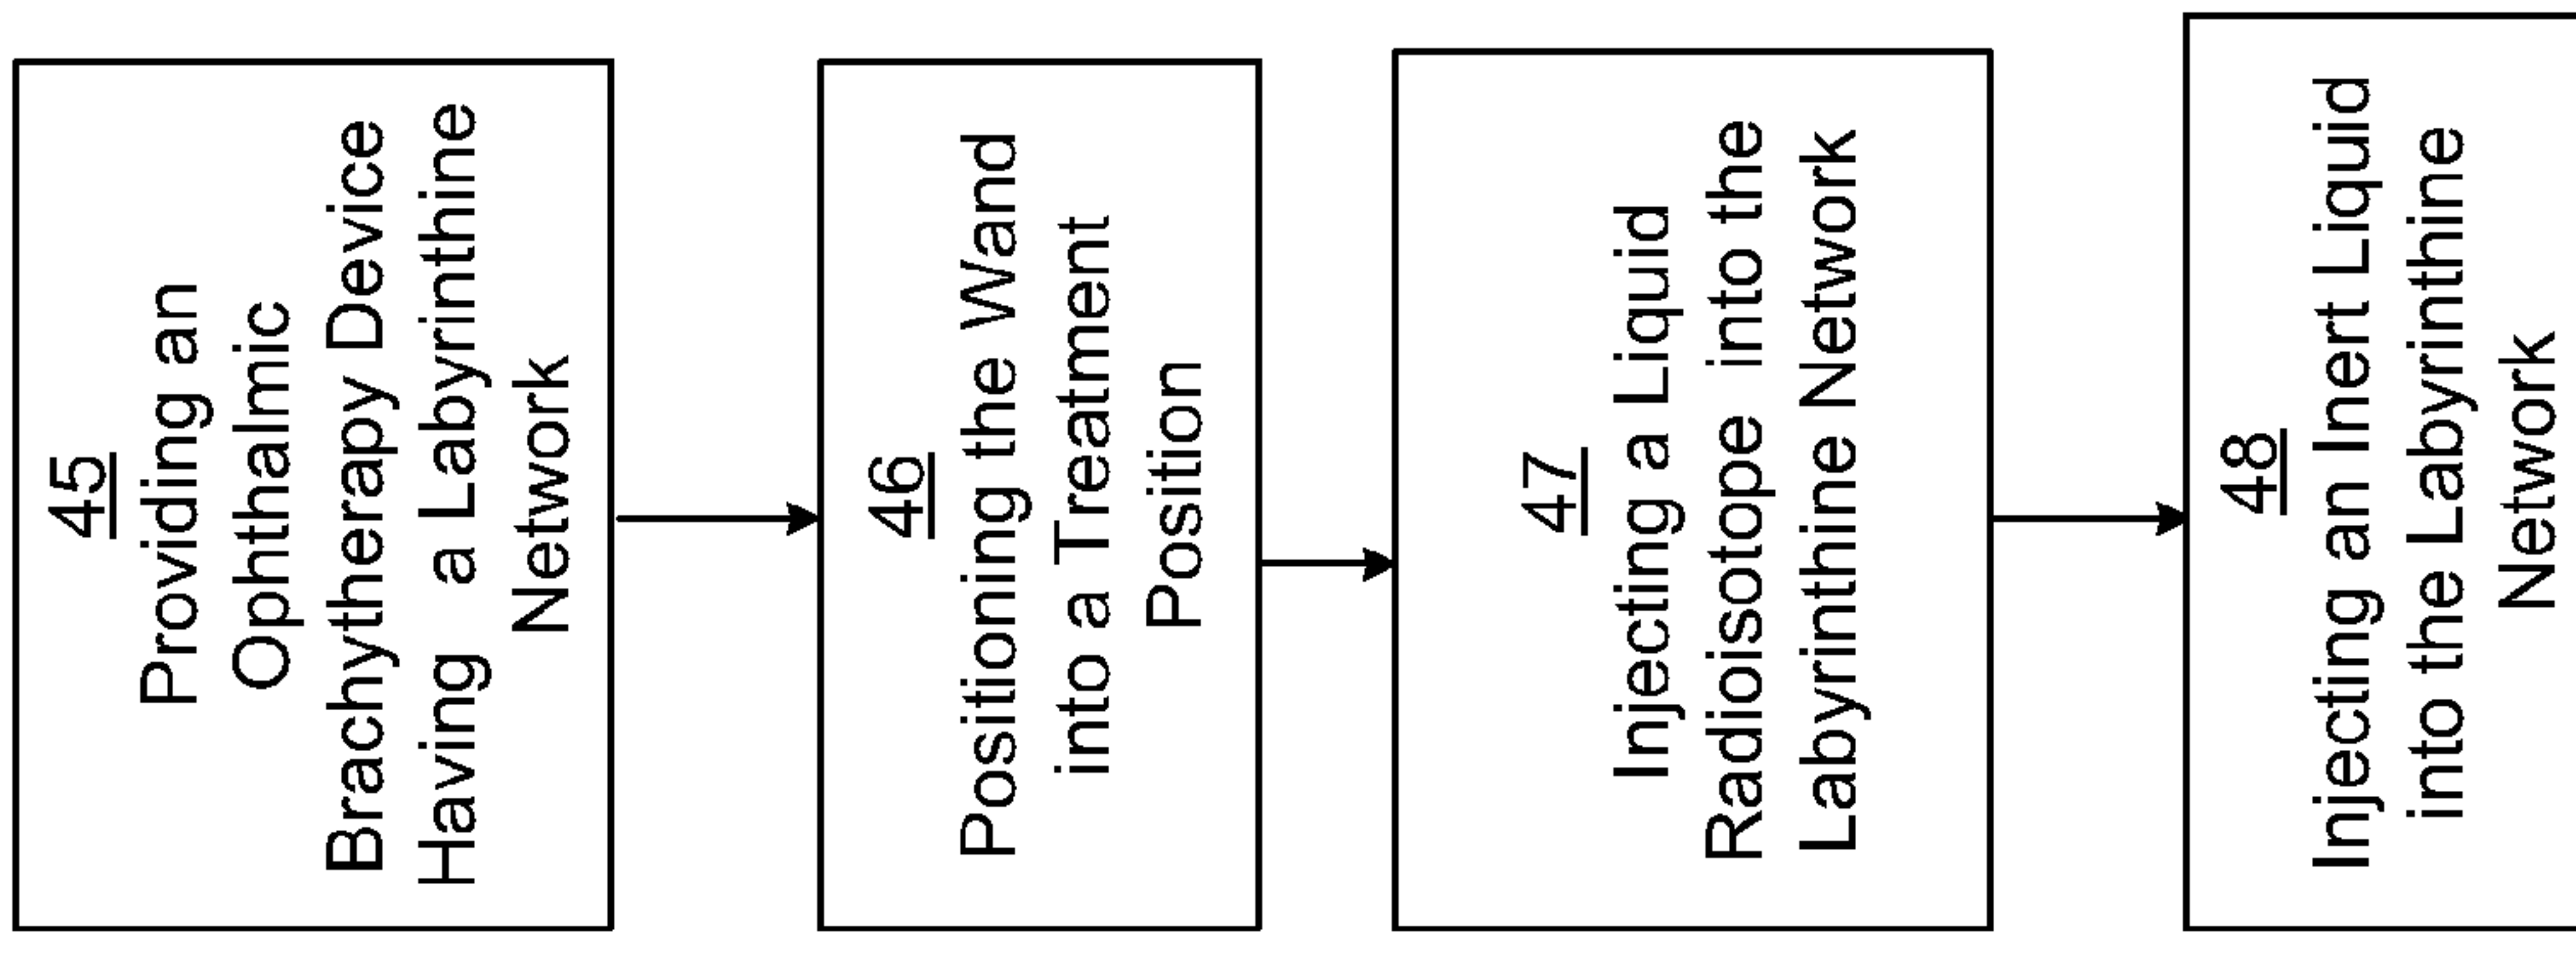 45
Providing an
Ophthalmic
Brachytherapy Device
Having a Labyrinthine
Network
46
Positioning the Wand
into a Treatment
Position
47
Injecting a Liquid
Radioisotope into the
Labyrinthine Network
48
Injecting an Inert Liquid
into the Labyrinthine
Network